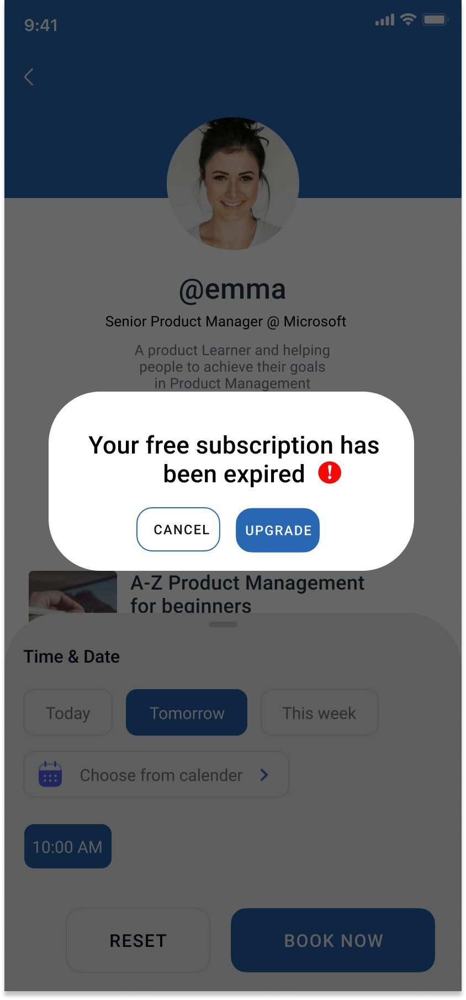 9:41
@emma
Senior Product Manager @ Microsoft
A product Learner and helping
people to achieve their goals
in Product Management
Your free subscription has
been expired !
CANCEL
UPGRADE
A-Z Product Management
for beginners
Time & Date
Today
Tomorrow
This week
Choose from calender
10:00 AM
RESET
BOOK NOW